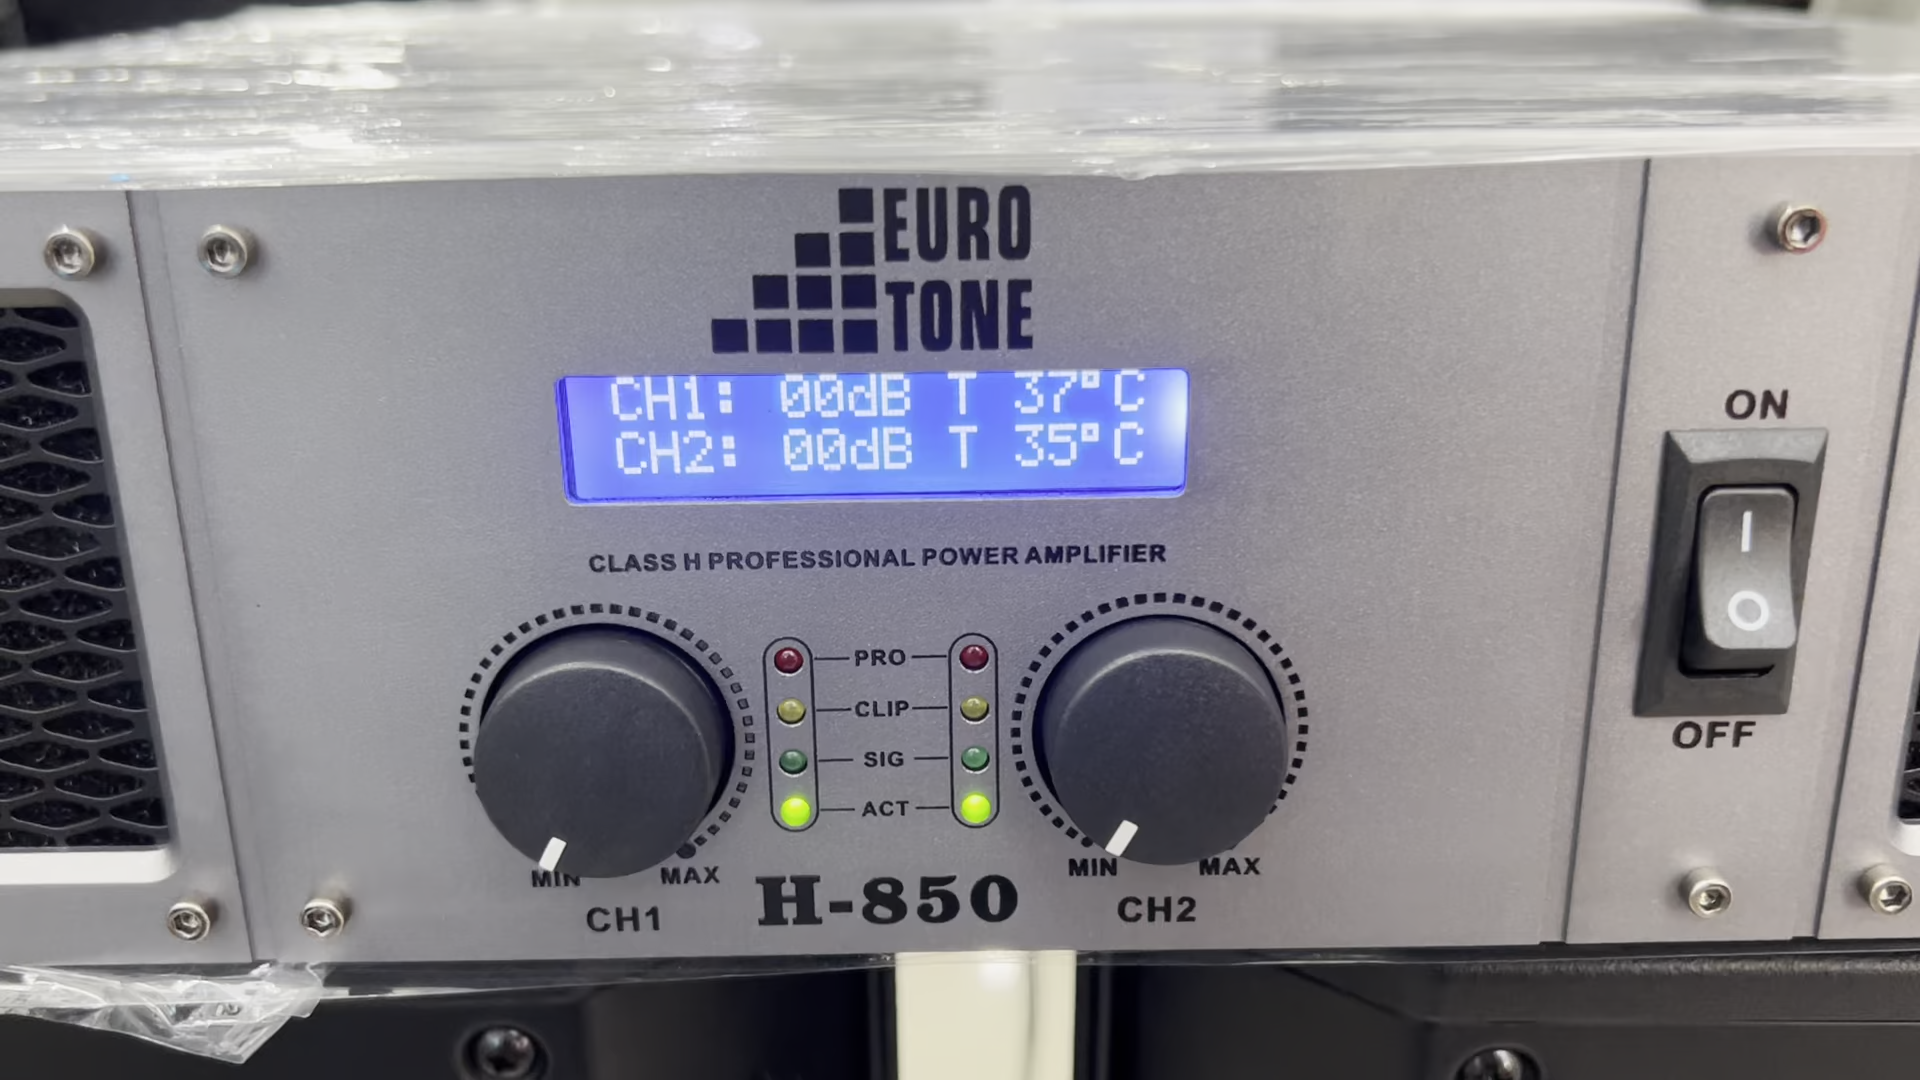 EURO
TONE
CH1: 00dB T 37°C
CH2: 00dB T 35°C
CLASS H PROFESSIONAL POWER AMPLIFIER
ON
OFF
PRO
CLIP
SIG
ACT
MIN MAX
CH1
H-850
MIN MAX
CH2